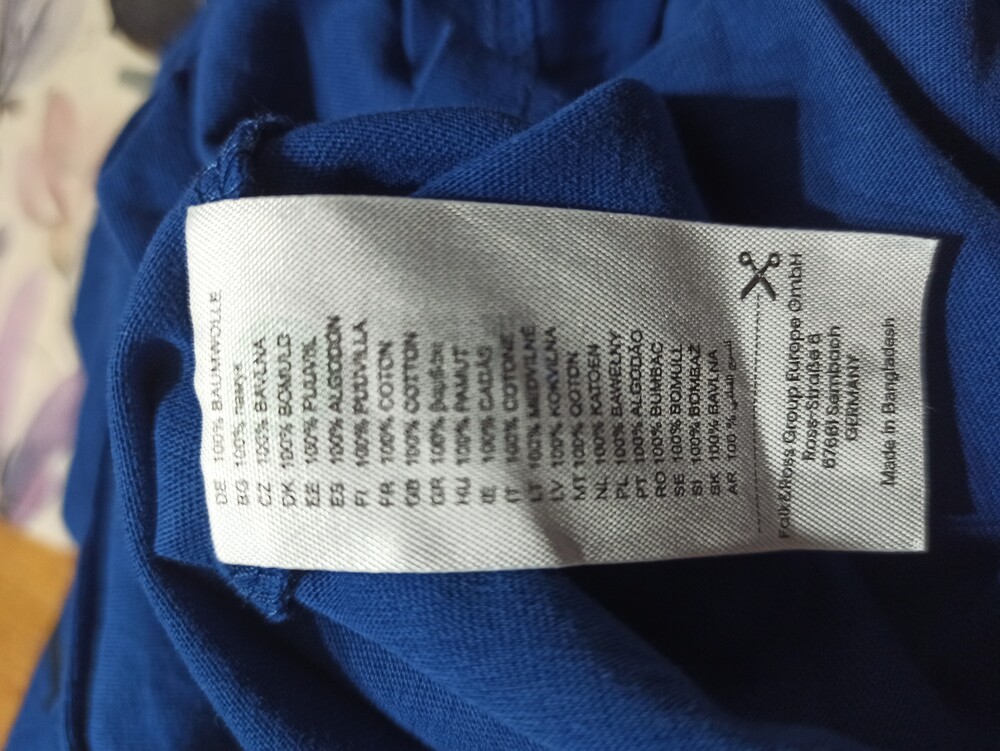 DE 100% BAUMWOLLE
BG 100% памук
CZ 100% BAVLNA
DK 100% BOMULD
EE 100% PUUVILL
ES 100% ALGODÓN
FI 100% PUUVILLA
FR 100% COTON
GB 100% COTTON
GR 100%
HU 100% PAMUT
IE 100% CADÁS
IT 100% COTONE
LT 100% MEDVILNĖ
LV 100% KOKVILNA
MT 100% QOTON
NL 100% KATOEN
PL 100% BAWEŁNY
PT 100% ALGODÃO
RO 100% BUMBAC
SE 100% BOMULL
SI 100% BOMBAŽ
SK 100% BAVLNA
AR 100 %
Falk&Ross Group Europe GmbH
Ross-Straße 6
67681 Sembach
GERMANY
Made in Bangladesh